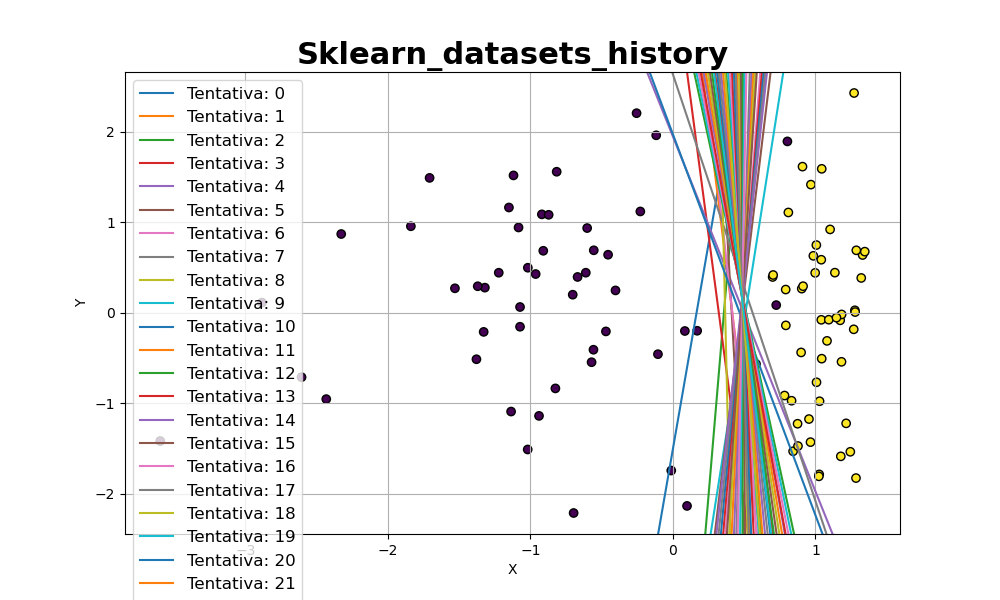 Sklearn_datasets_history
Y
2
1
0
−1
−2
Tentativa: 0
Tentativa: 1
Tentativa: 2
Tentativa: 3
Tentativa: 4
Tentativa: 5
Tentativa: 6
Tentativa: 7
Tentativa: 8
Tentativa: 9
Tentativa: 10
Tentativa: 11
Tentativa: 12
Tentativa: 13
Tentativa: 14
Tentativa: 15
Tentativa: 16
Tentativa: 17
Tentativa: 18
Tentativa: 19
Tentativa: 20
Tentativa: 21
−3 −2 −1 0 1
X